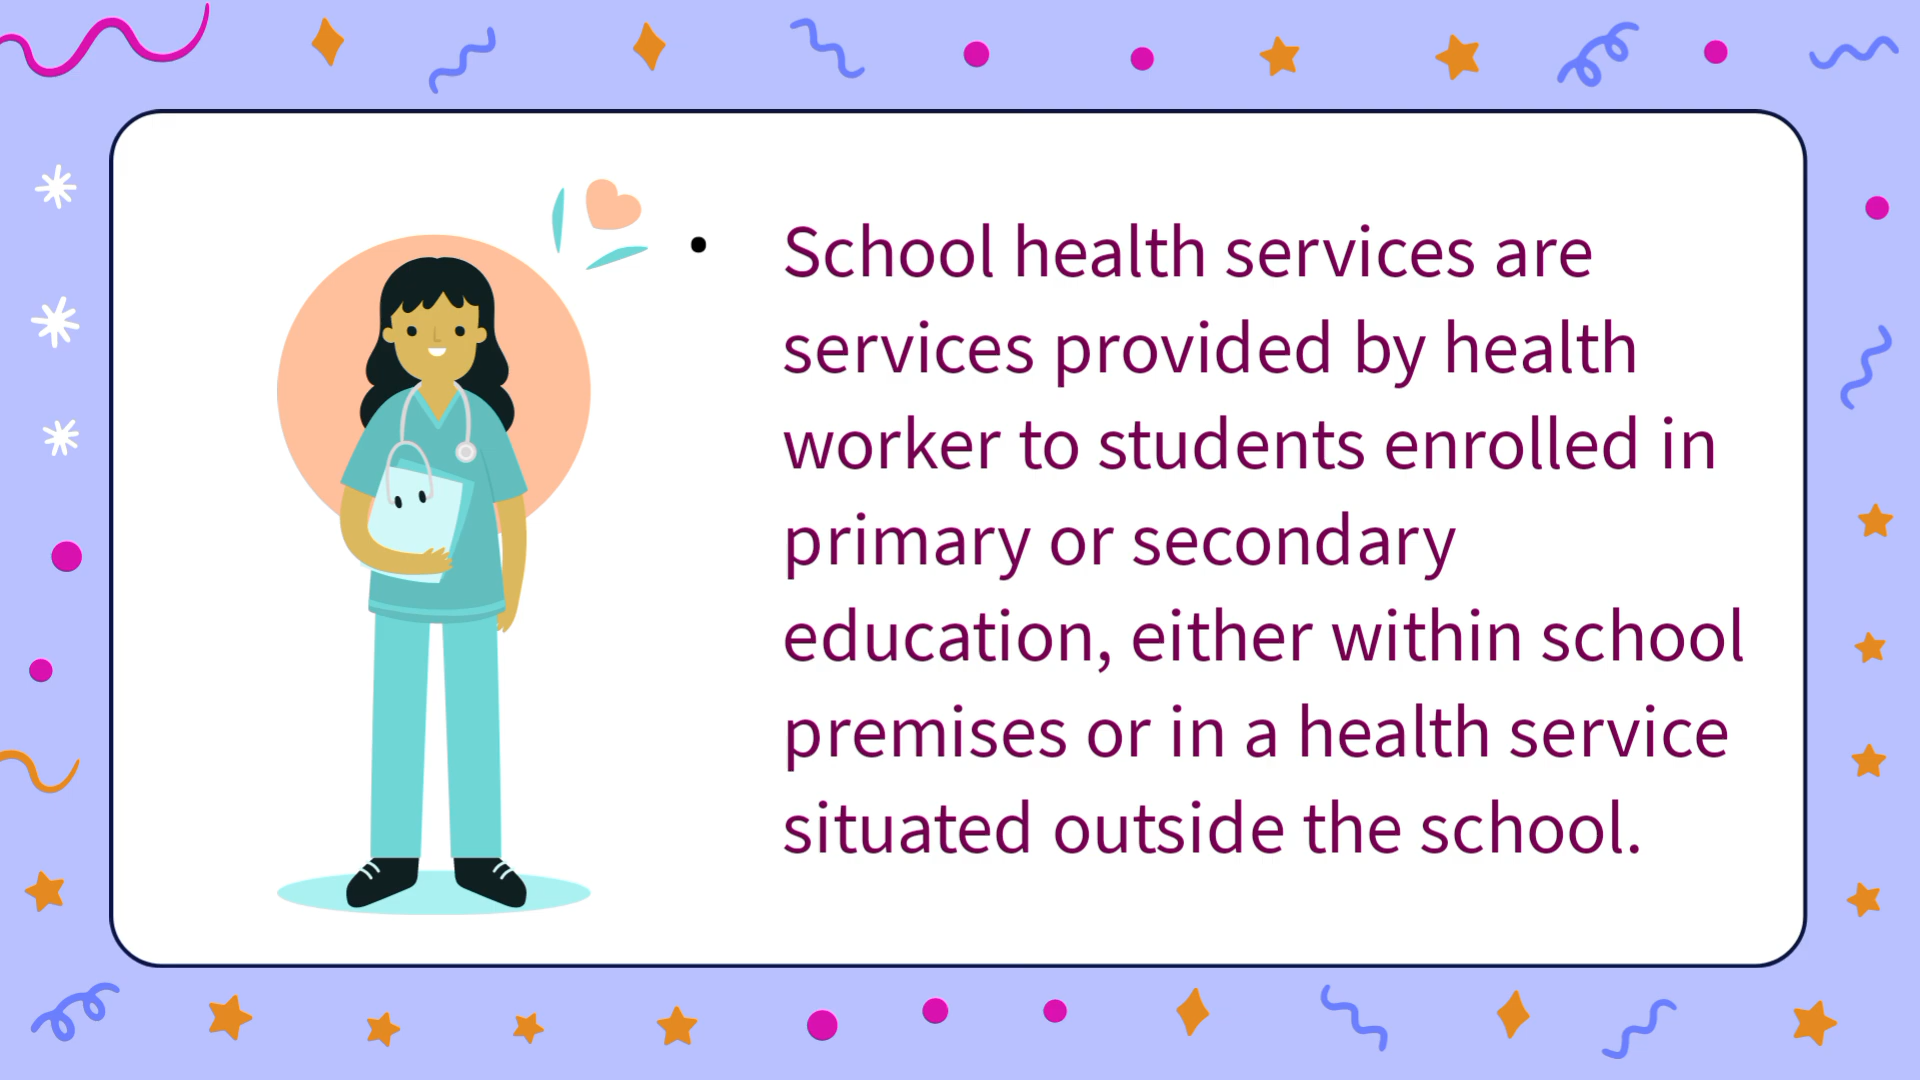 • School health services are
services provided by health
worker to students enrolled in
primary or secondary
education, either within school
premises or in a health service
situated outside the school.